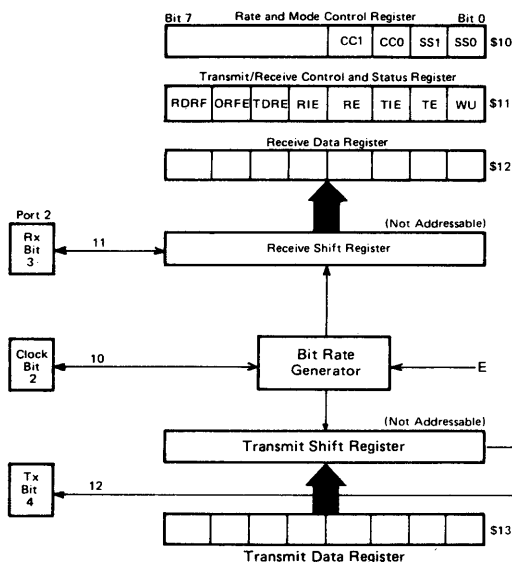 Bit 7 Rate and Mode Control Register Bit 0
CC1 CC0 SS1 SS0 $10
Transmit/Receive Control and Status Register
RDRF ORFE TDRE RIE RE TIE TE WU $11
Receive Data Register
$12
Port 2
(Not Addressable)
Rx
Bit
3
11
Receive Shift Register
Clock
Bit
2
10
Bit Rate
Generator
E
(Not Addressable)
Transmit Shift Register
Tx
Bit
4
12
$13
Transmit Data Register